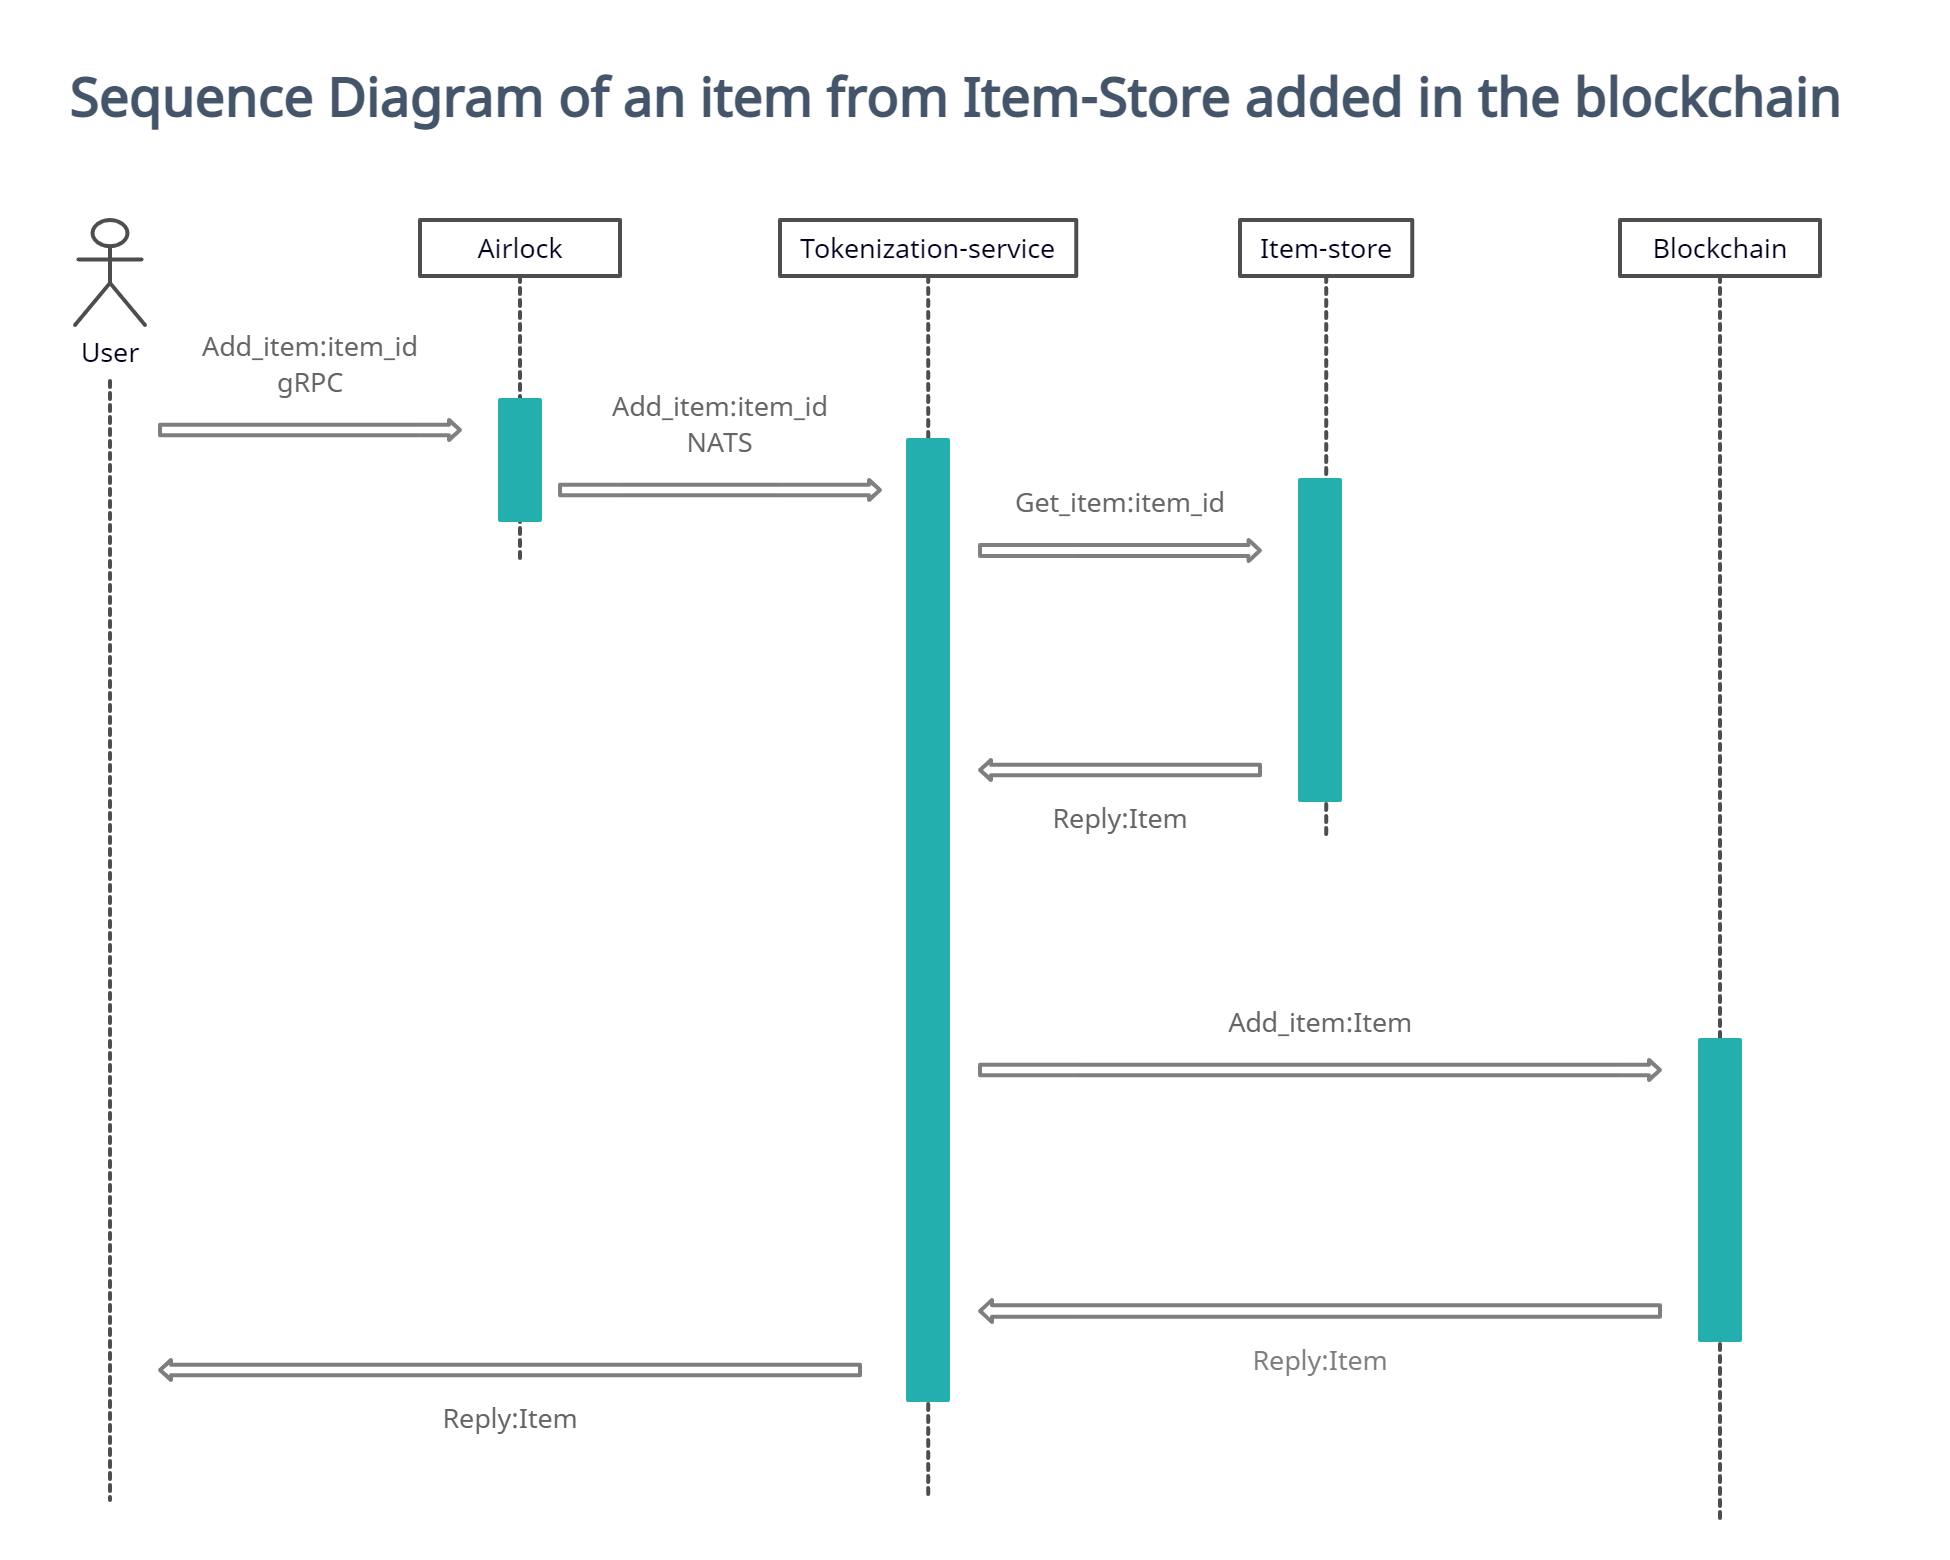 Sequence Diagram of an item from Item-Store added in the blockchain
Airlock
Tokenization-service
Item-store
Blockchain
User
Add_item:item_id
gRPC
Add_item:item_id
NATS
Get_item:item_id
Reply:Item
Add_item:Item
Reply:Item
Reply:Item